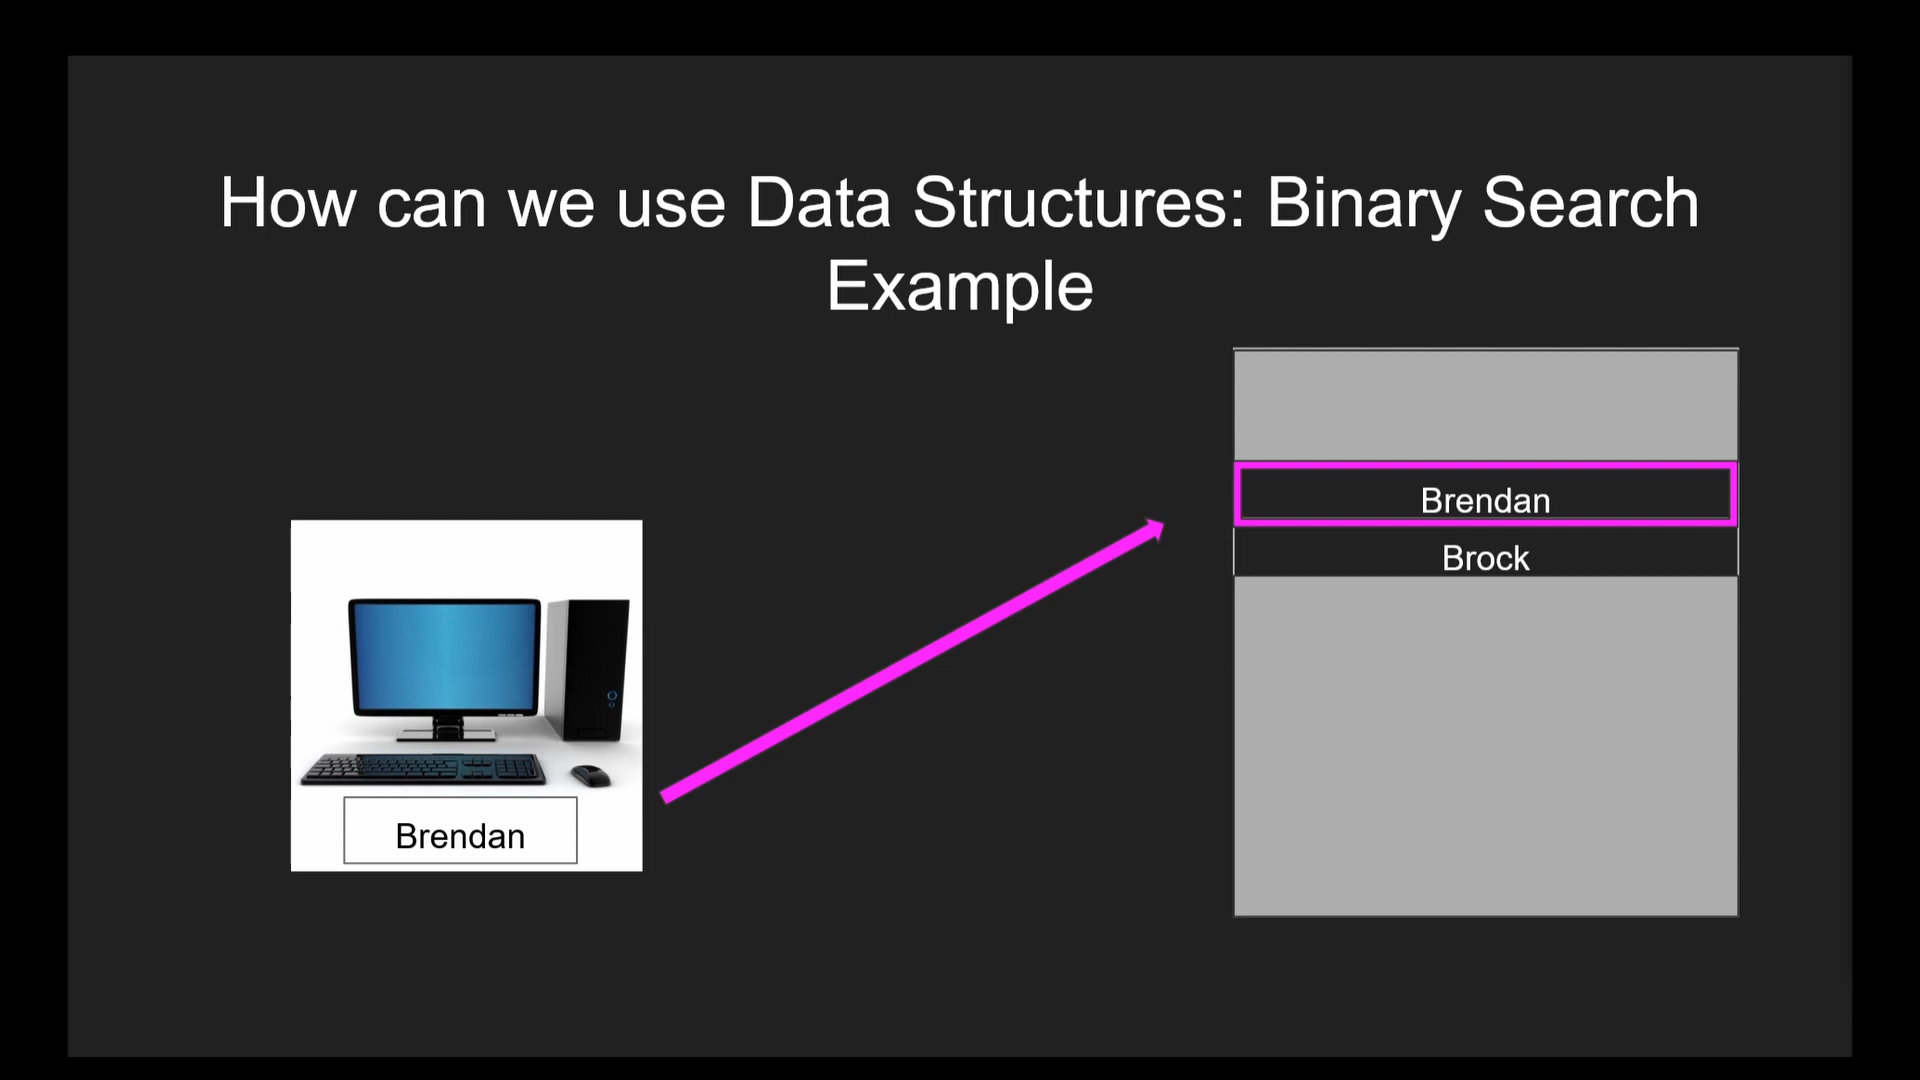 How can we use Data Structures: Binary Search
Example
Brendan
Brock
Brendan